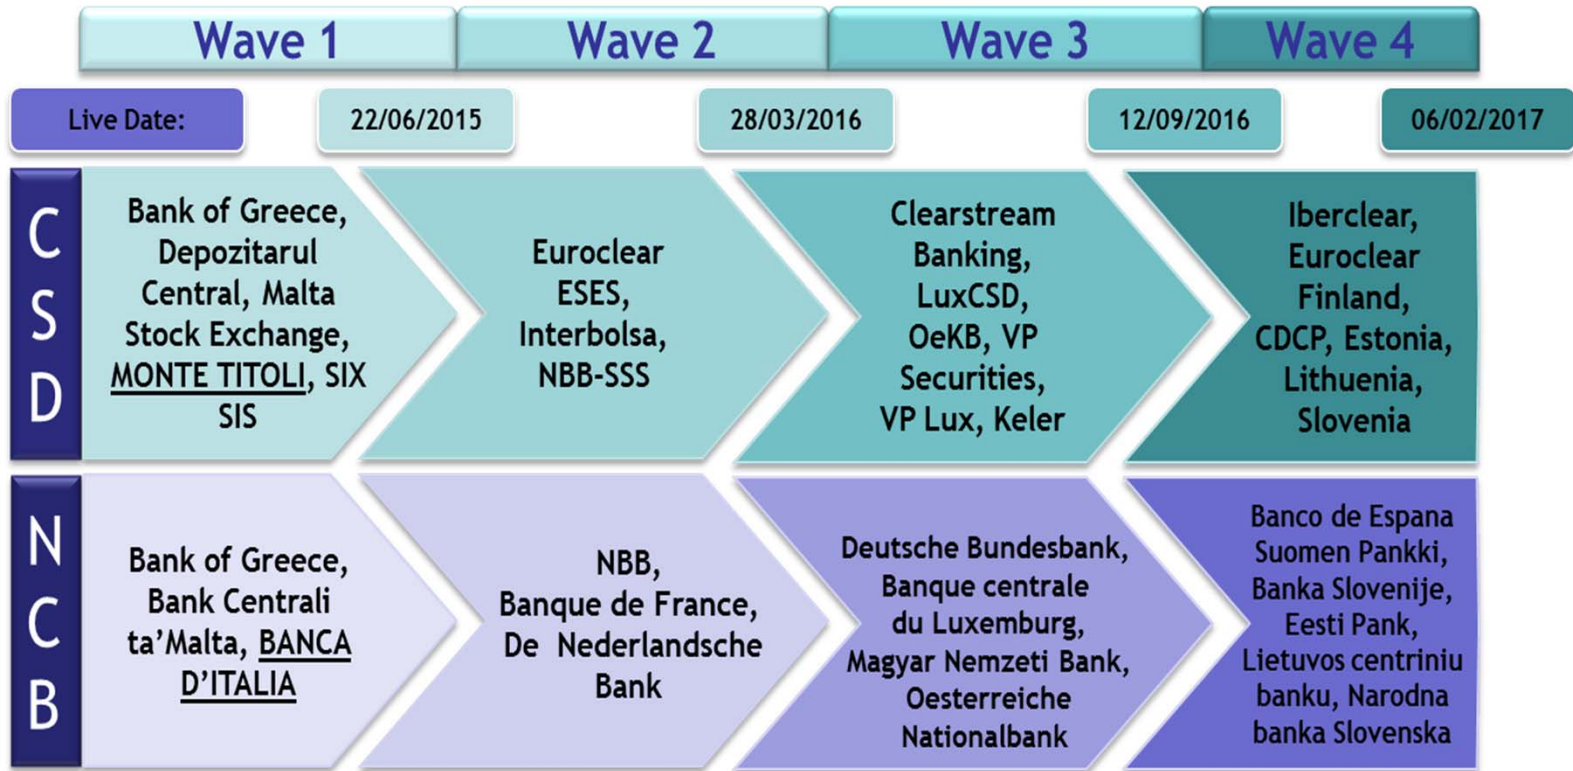 Wave 1
Wave 2
Wave 3
Wave 4
Live Date:
22/06/2015
28/03/2016
12/09/2016
06/02/2017
C
S
D
Bank of Greece,
Depozitarul
Central, Malta
Stock Exchange,
MONTE TITOLI, SIX
SIS
Euroclear
ESES,
Interbolsa,
NBB-SSS
Clearstream
Banking,
LuxCSD,
OeKB, VP
Securities,
VP Lux, Keler
Iberclear,
Euroclear
Finland,
CDCP, Estonia,
Lithuenia,
Slovenia
N
C
B
Bank of Greece,
Bank Centrali
ta’Malta, BANCA
D’ITALIA
NBB,
Banque de France,
De Nederlandsche
Bank
Deutsche Bundesbank,
Banque centrale
du Luxemburg,
Magyar Nemzeti Bank,
Oesterreiche
Nationalbank
Banco de Espana
Suomen Pankki,
Banka Slovenije,
Eesti Pank,
Lietuvos centriniu
banku, Narodna
banka Slovenska